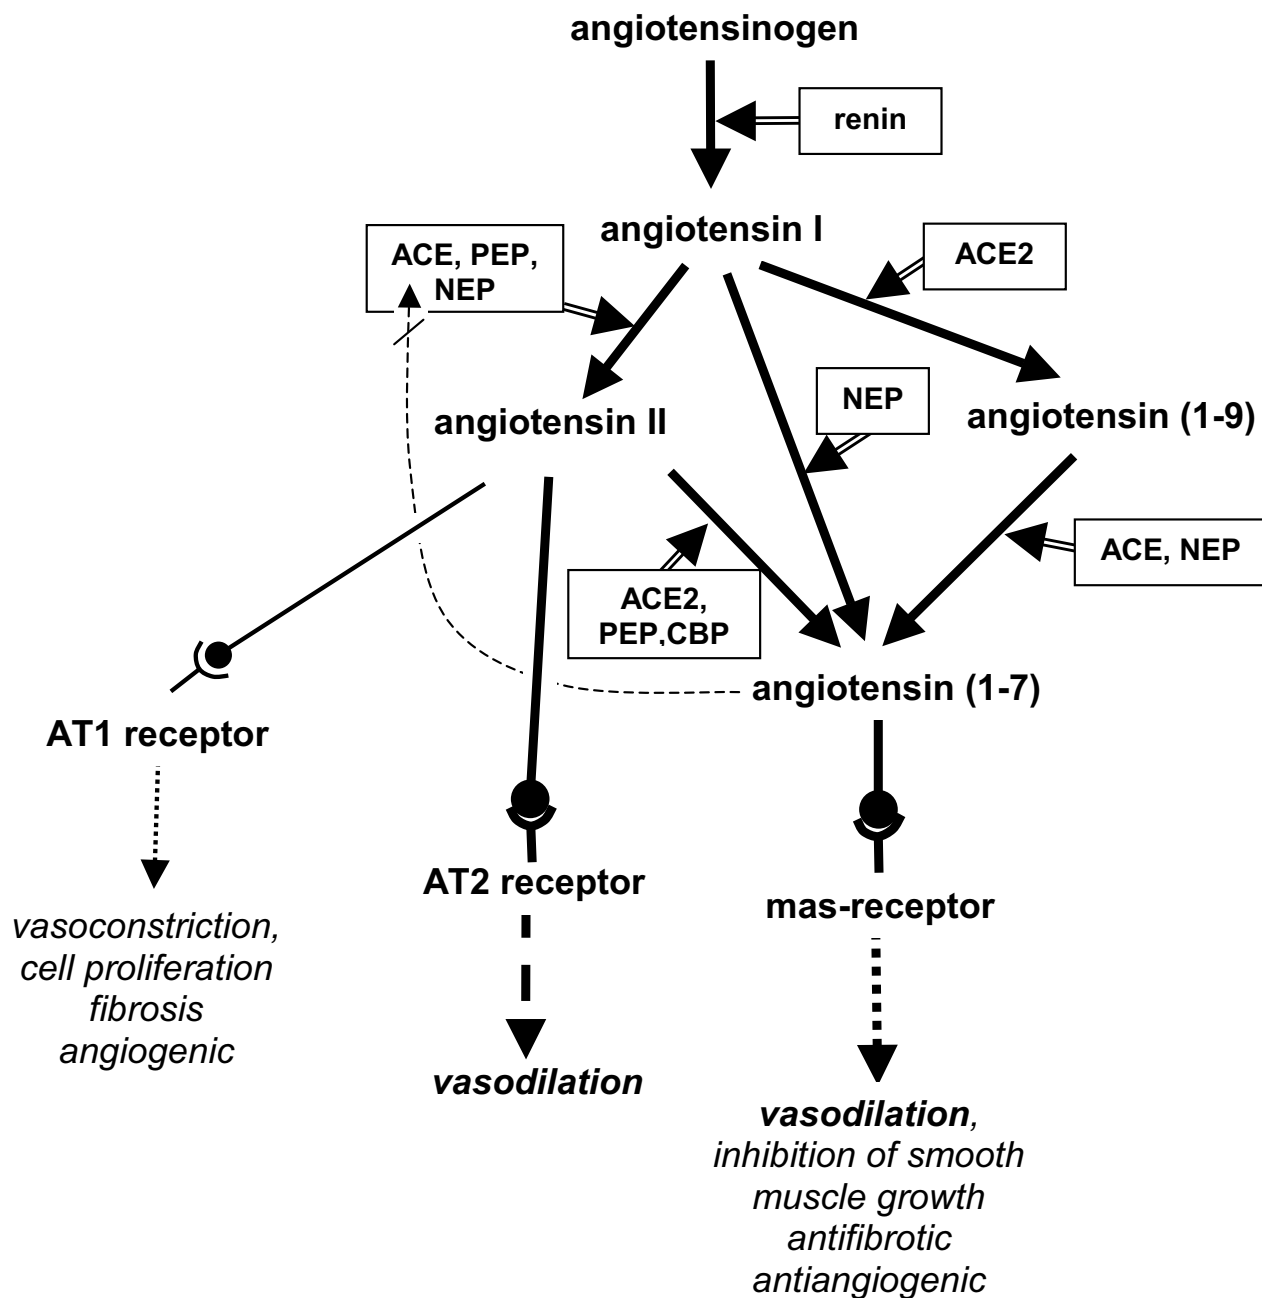 angiotensinogen
renin
angiotensin I
ACE, PEP,
NEP
ACE2
angiotensin II
NEP
angiotensin (1-9)
ACE, NEP
ACE2,
PEP,CBP
angiotensin (1-7)
AT1 receptor
AT2 receptor
mas-receptor
vasoconstriction,
cell proliferation
fibrosis
angiogenic
vasodilation
vasodilation,
inhibition of smooth
muscle growth
antifibrotic
antiangiogenic